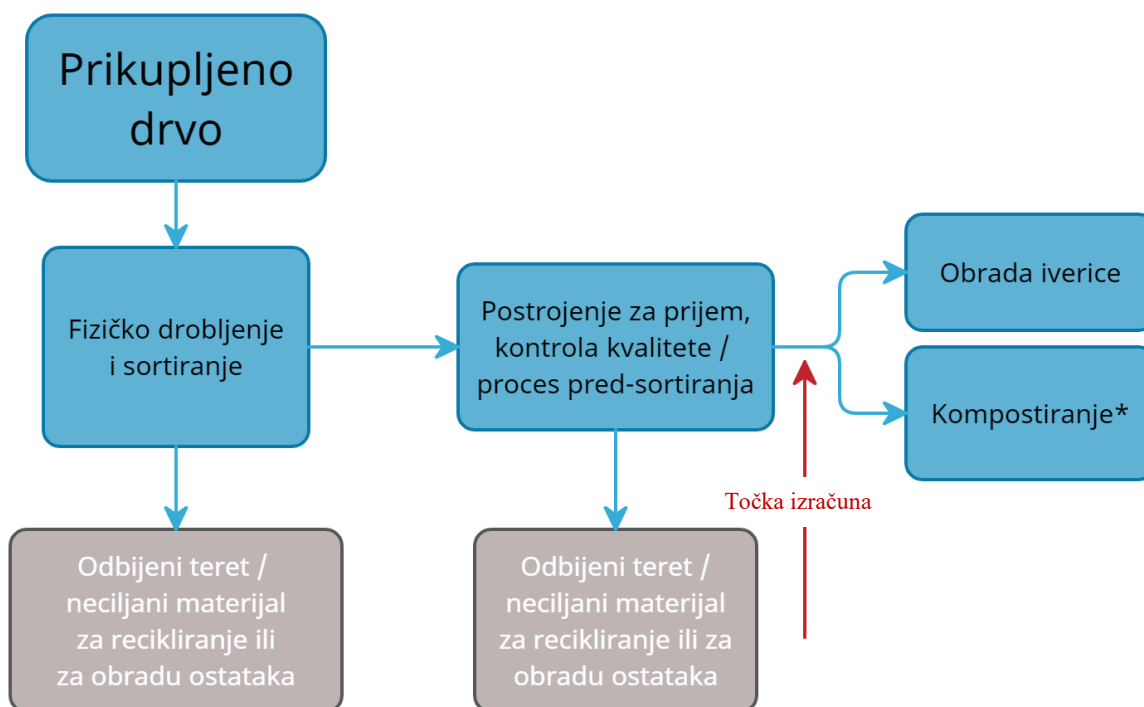 Prikupljeno
drvo
Fizičko drobljenje
i sortiranje
Postrojenje za prijem,
kontrola kvalitete /
proces pred-sortiranja
Obrada iverice
Kompostiranje*
Točka izračuna
Odbijeni teret /
neciljani materijal
za recikliranje ili
za obradu ostataka
Odbijeni teret /
neciljani materijal
za recikliranje ili za
obradu ostataka